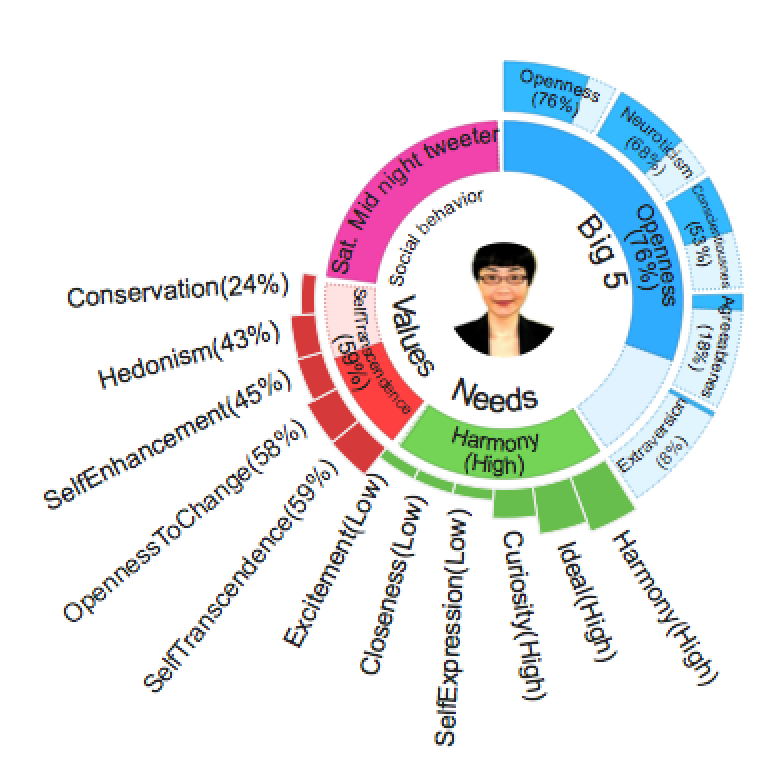 Openness
(76%)
Neuroticism
(68%)
Conscientiousness
(53%)
Agreeableness
(18%)
Extraversion
(8%)
Openness
(76%)
Big 5
Sat. Mid night tweeter
Social behavior
Values
SelfTranscendence
(59%)
Needs
Harmony
(High)
Conservation(24%)
Hedonism(43%)
SelfEnhancement(45%)
OpennessToChange(58%)
SelfTranscendence(59%)
Excitement(Low)
Closeness(Low)
SelfExpression(Low)
Curiosity(High)
Ideal(High)
Harmony(High)